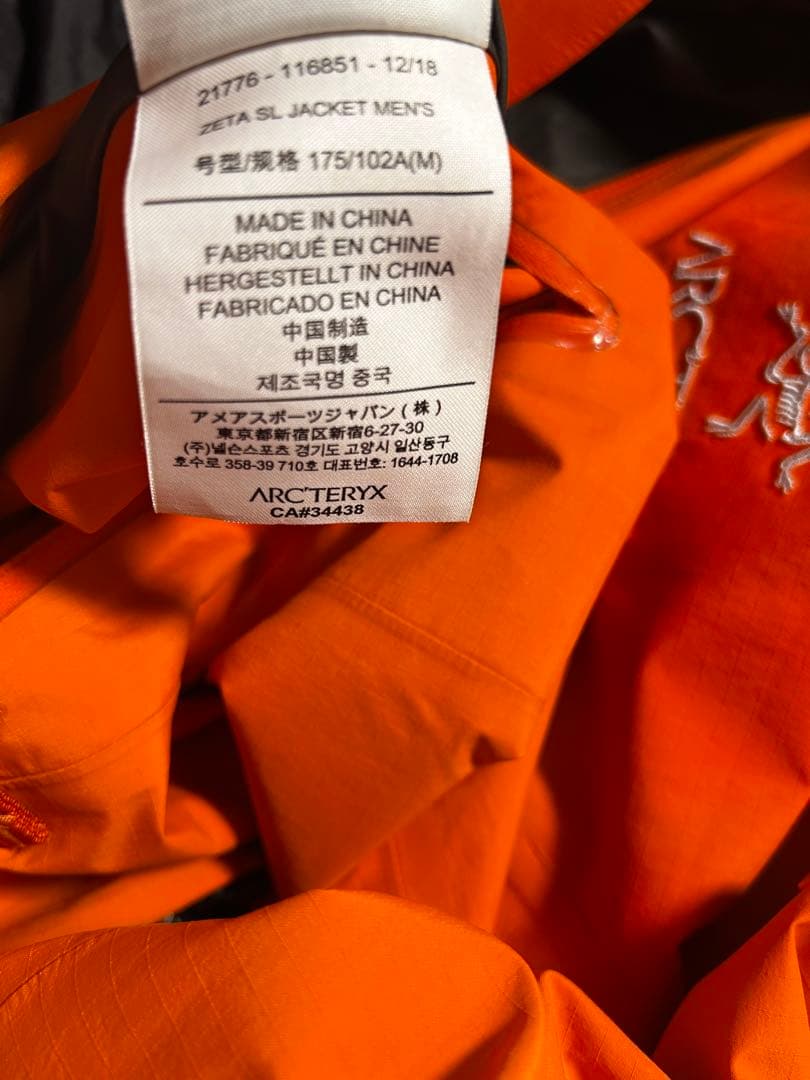 21776 - 116851 - 12/18
ZETA SL JACKET MEN'S
号型/规格 175/102A(M)
MADE IN CHINA
FABRIQUÉ EN CHINE
HERGESTELLT IN CHINA
FABRICADO EN CHINA
中国制造
中国製
제조국명 중국
アメアスポーツジャパン (株)
東京都新宿区新宿6-27-30
(주)넬슨스포츠 경기도 고양시 일산동구
호수로 358-39 710호 대표번호: 1644-1708
ARC'TERYX
CA#34438
ARC'T